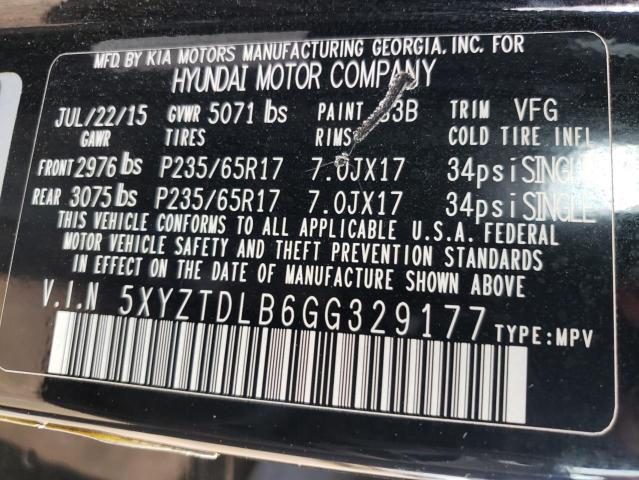 MFD. BY KIA MOTORS MANUFACTURING GEORGIA, INC. FOR
HYUNDAI MOTOR COMPANY
JUL/22/15 GVWR 5071 lbs PAINT TRIM VFG
GAWR TIRES RIMS COLD TIRE INFL
FRONT 2976 lbs P235/65R17 7.0JX17 34psi SINGLE
REAR 3075 lbs P235/65R17 7.0JX17 34psi SINGLE
THIS VEHICLE CONFORMS TO ALL APPLICABLE U.S.A. FEDERAL
MOTOR VEHICLE SAFETY AND THEFT PREVENTION STANDARDS
IN EFFECT ON THE DATE OF MANUFACTURE SHOWN ABOVE
V.I.N 5XYZTDLB6GG329177 TYPE:MPV